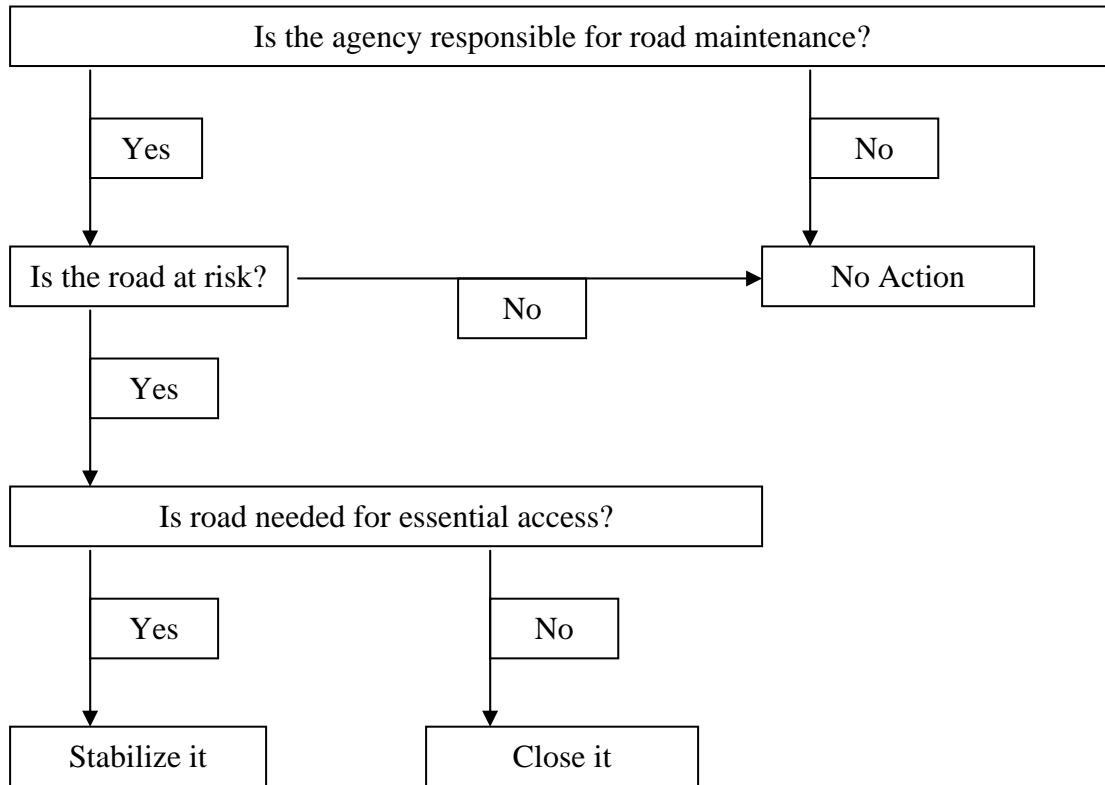 Is the agency responsible for road maintenance?
Yes
No
Is the road at risk?
No
No Action
Yes
Is road needed for essential access?
Yes
No
Stabilize it
Close it